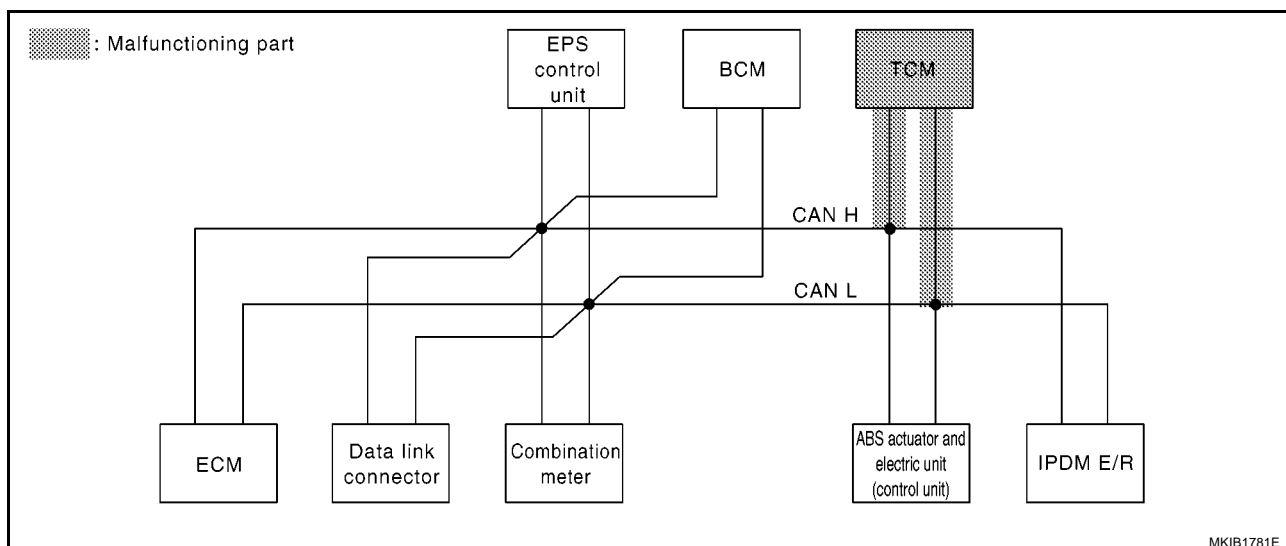 : Malfunctioning part
EPS
control
unit
BCM
TCM
CAN H
CAN L
ECM
Data link
connector
Combination
meter
ABS actuator and
electric unit
(control unit)
IPDM E/R
MKIB1781E